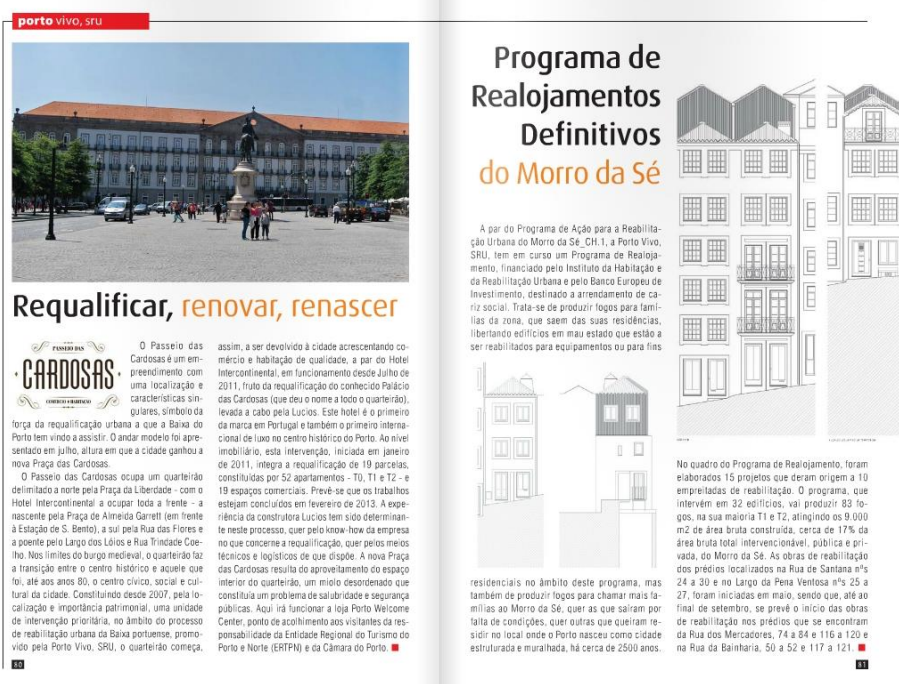 porto vivo, sru
Requalificar, renovar, renascer
PASSEIO DAS
CARDOSAS
COMÉRCIO & HABITAÇÃO
O Passeio das
Cardosas é um em-
preendimento com
uma localização e
características sin-
gulares, símbolo da
força da requalificação urbana a que a Baixa do
Porto tem vindo a assistir. O andar modelo foi apre-
sentado em julho, altura em que a cidade ganhou a
nova Praça das Cardosas.
O Passeio das Cardosas ocupa um quarteirão
delimitado a norte pela Praça da Liberdade - com o
Hotel Intercontinental a ocupar toda a frente - a
nascente pela Praça de Almeida Garrett (em frente
à Estação de S. Bento), a sul pela Rua das Flores e
a poente pelo Largo dos Lóios e Rua Trindade Coe-
lho. Nos limites do burgo medieval, o quarteirão faz
a transição entre o centro histórico e aquele que
foi, até aos anos 80, o centro cívico, social e cul-
tural da cidade. Constituindo desde 2007, pela lo-
calização e importância patrimonial, uma unidade
de intervenção prioritária, no âmbito do processo
de reabilitação urbana da Baixa portuense, promo-
vido pela Porto Vivo, SRU, o quarteirão começa,
assim, a ser devolvido à cidade acrescentando co-
mércio e habitação de qualidade, a par do Hotel
Intercontinental, em funcionamento desde Julho de
2011, fruto da requalificação do conhecido Palácio
das Cardosas (que deu o nome a todo o quarteirão),
levada a cabo pela Lucios. Este hotel é o primeiro
da marca em Portugal e também o primeiro interna-
cional de luxo no centro histórico do Porto. Ao nível
imobiliário, esta intervenção, iniciada em janeiro
de 2011, integra a requalificação de 19 parcelas,
constituídas por 52 apartamentos - T0, T1 e T2 - e
19 espaços comerciais. Prevê-se que os trabalhos
estejam concluídos em fevereiro de 2013. A expe-
riência da construtora Lucios tem sido determinan-
te neste processo, quer pelo know-how da empresa
no que concerne a requalificação, quer pelos meios
técnicos e logísticos de que dispõe. A nova Praça
das Cardosas resulta do aproveitamento do espaço
interior do quarteirão, um miolo desordenado que
constituía um problema de salubridade e segurança
públicas. Aqui irá funcionar a loja Porto Welcome
Center, ponto de acolhimento aos visitantes da res-
ponsabilidade da Entidade Regional do Turismo do
Porto e Norte (ERTPN) e da Câmara do Porto.
80
Programa de
Realojamentos
Definitivos
do Morro da Sé
A par do Programa de Ação para a Reabilita-
ção Urbana do Morro da Sé_CH.1, a Porto Vivo,
SRU, tem em curso um Programa de Realoja-
mento, financiado pelo Instituto da Habitação e
da Reabilitação Urbana e pelo Banco Europeu de
Investimento, destinado a arrendamento de ca-
riz social. Trata-se de produzir fogos para famí-
lias da zona, que saem das suas residências,
libertando edifícios em mau estado que estão a
ser reabilitados para equipamentos ou para fins
residenciais no âmbito deste programa, mas
também de produzir fogos para chamar mais fa-
mílias ao Morro da Sé, quer as que saíram por
falta de condições, quer outras que queiram re-
sidir no local onde o Porto nasceu como cidade
estruturada e muralhada, há cerca de 2500 anos.
No quadro do Programa de Realojamento, foram
elaborados 15 projetos que deram origem a 10
empreitadas de reabilitação. O programa, que
intervém em 32 edifícios, vai produzir 83 fo-
gos, na sua maioria T1 e T2, atingindo os 9.000
m2 de área bruta construída, cerca de 17% da
área bruta total intervencionável, pública e pri-
vada, do Morro da Sé. As obras de reabilitação
dos prédios localizados na Rua de Santana nºs
24 a 30 e no Largo da Pena Ventosa nºs 25 a
27, foram iniciadas em maio, sendo que, até ao
final de setembro, se prevê o início das obras
de reabilitação nos prédios que se encontram
da Rua dos Mercadores, 74 a 84 e 116 a 120 e
na Rua da Bainharia, 50 a 52 e 117 a 121.
81